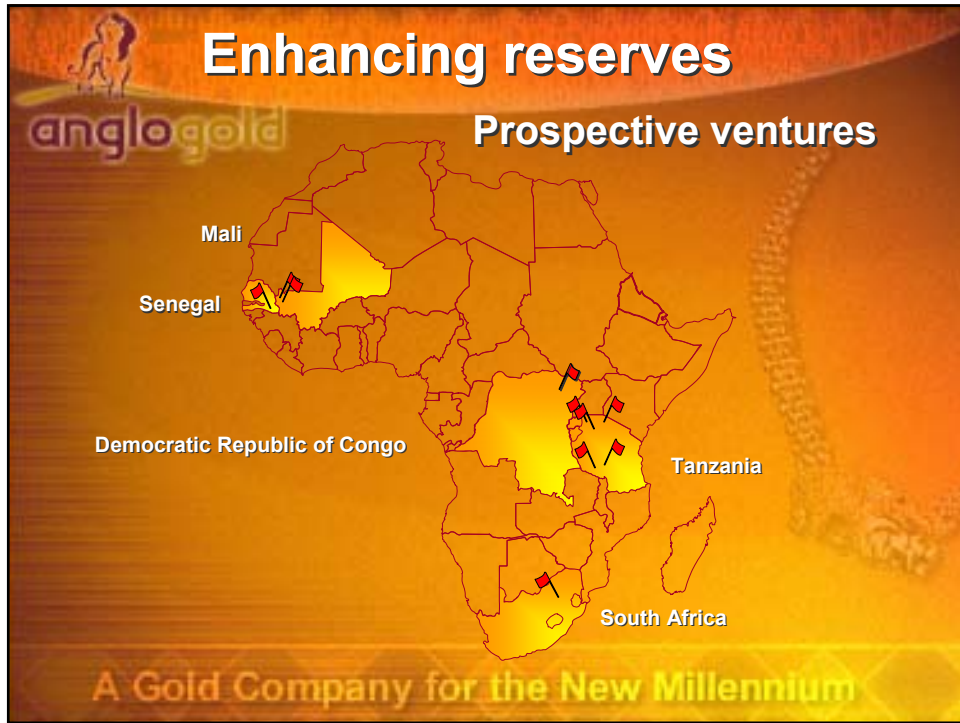 Enhancing reserves
anglogold
Prospective ventures
Mali
Senegal
Democratic Republic of Congo
Tanzania
South Africa
A Gold Company for the New Millennium